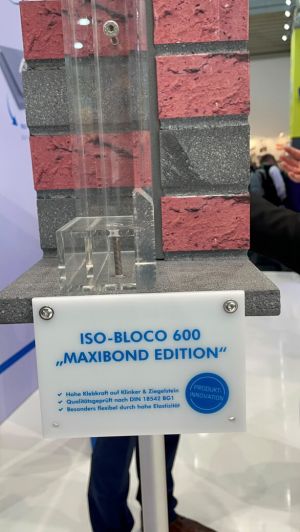 ISO-BLOCO 600
„MAXIBOND EDITION“
✓ Hohe Klebkraft auf Klinker & Ziegelstein
✓ Qualitätsgeprüft nach DIN 18542 BG1
✓ Besonders flexibel durch hohe Elastizität
PRODUKT-
INNOVATION